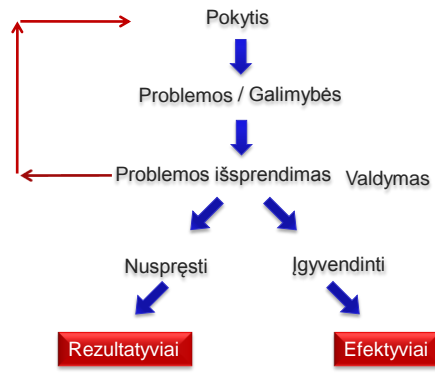 Pokytis
Problemos / Galimybės
Problemos išsprendimas Valdymas
Nuspręsti Įgyvendinti
Rezultatyviai Efektyviai